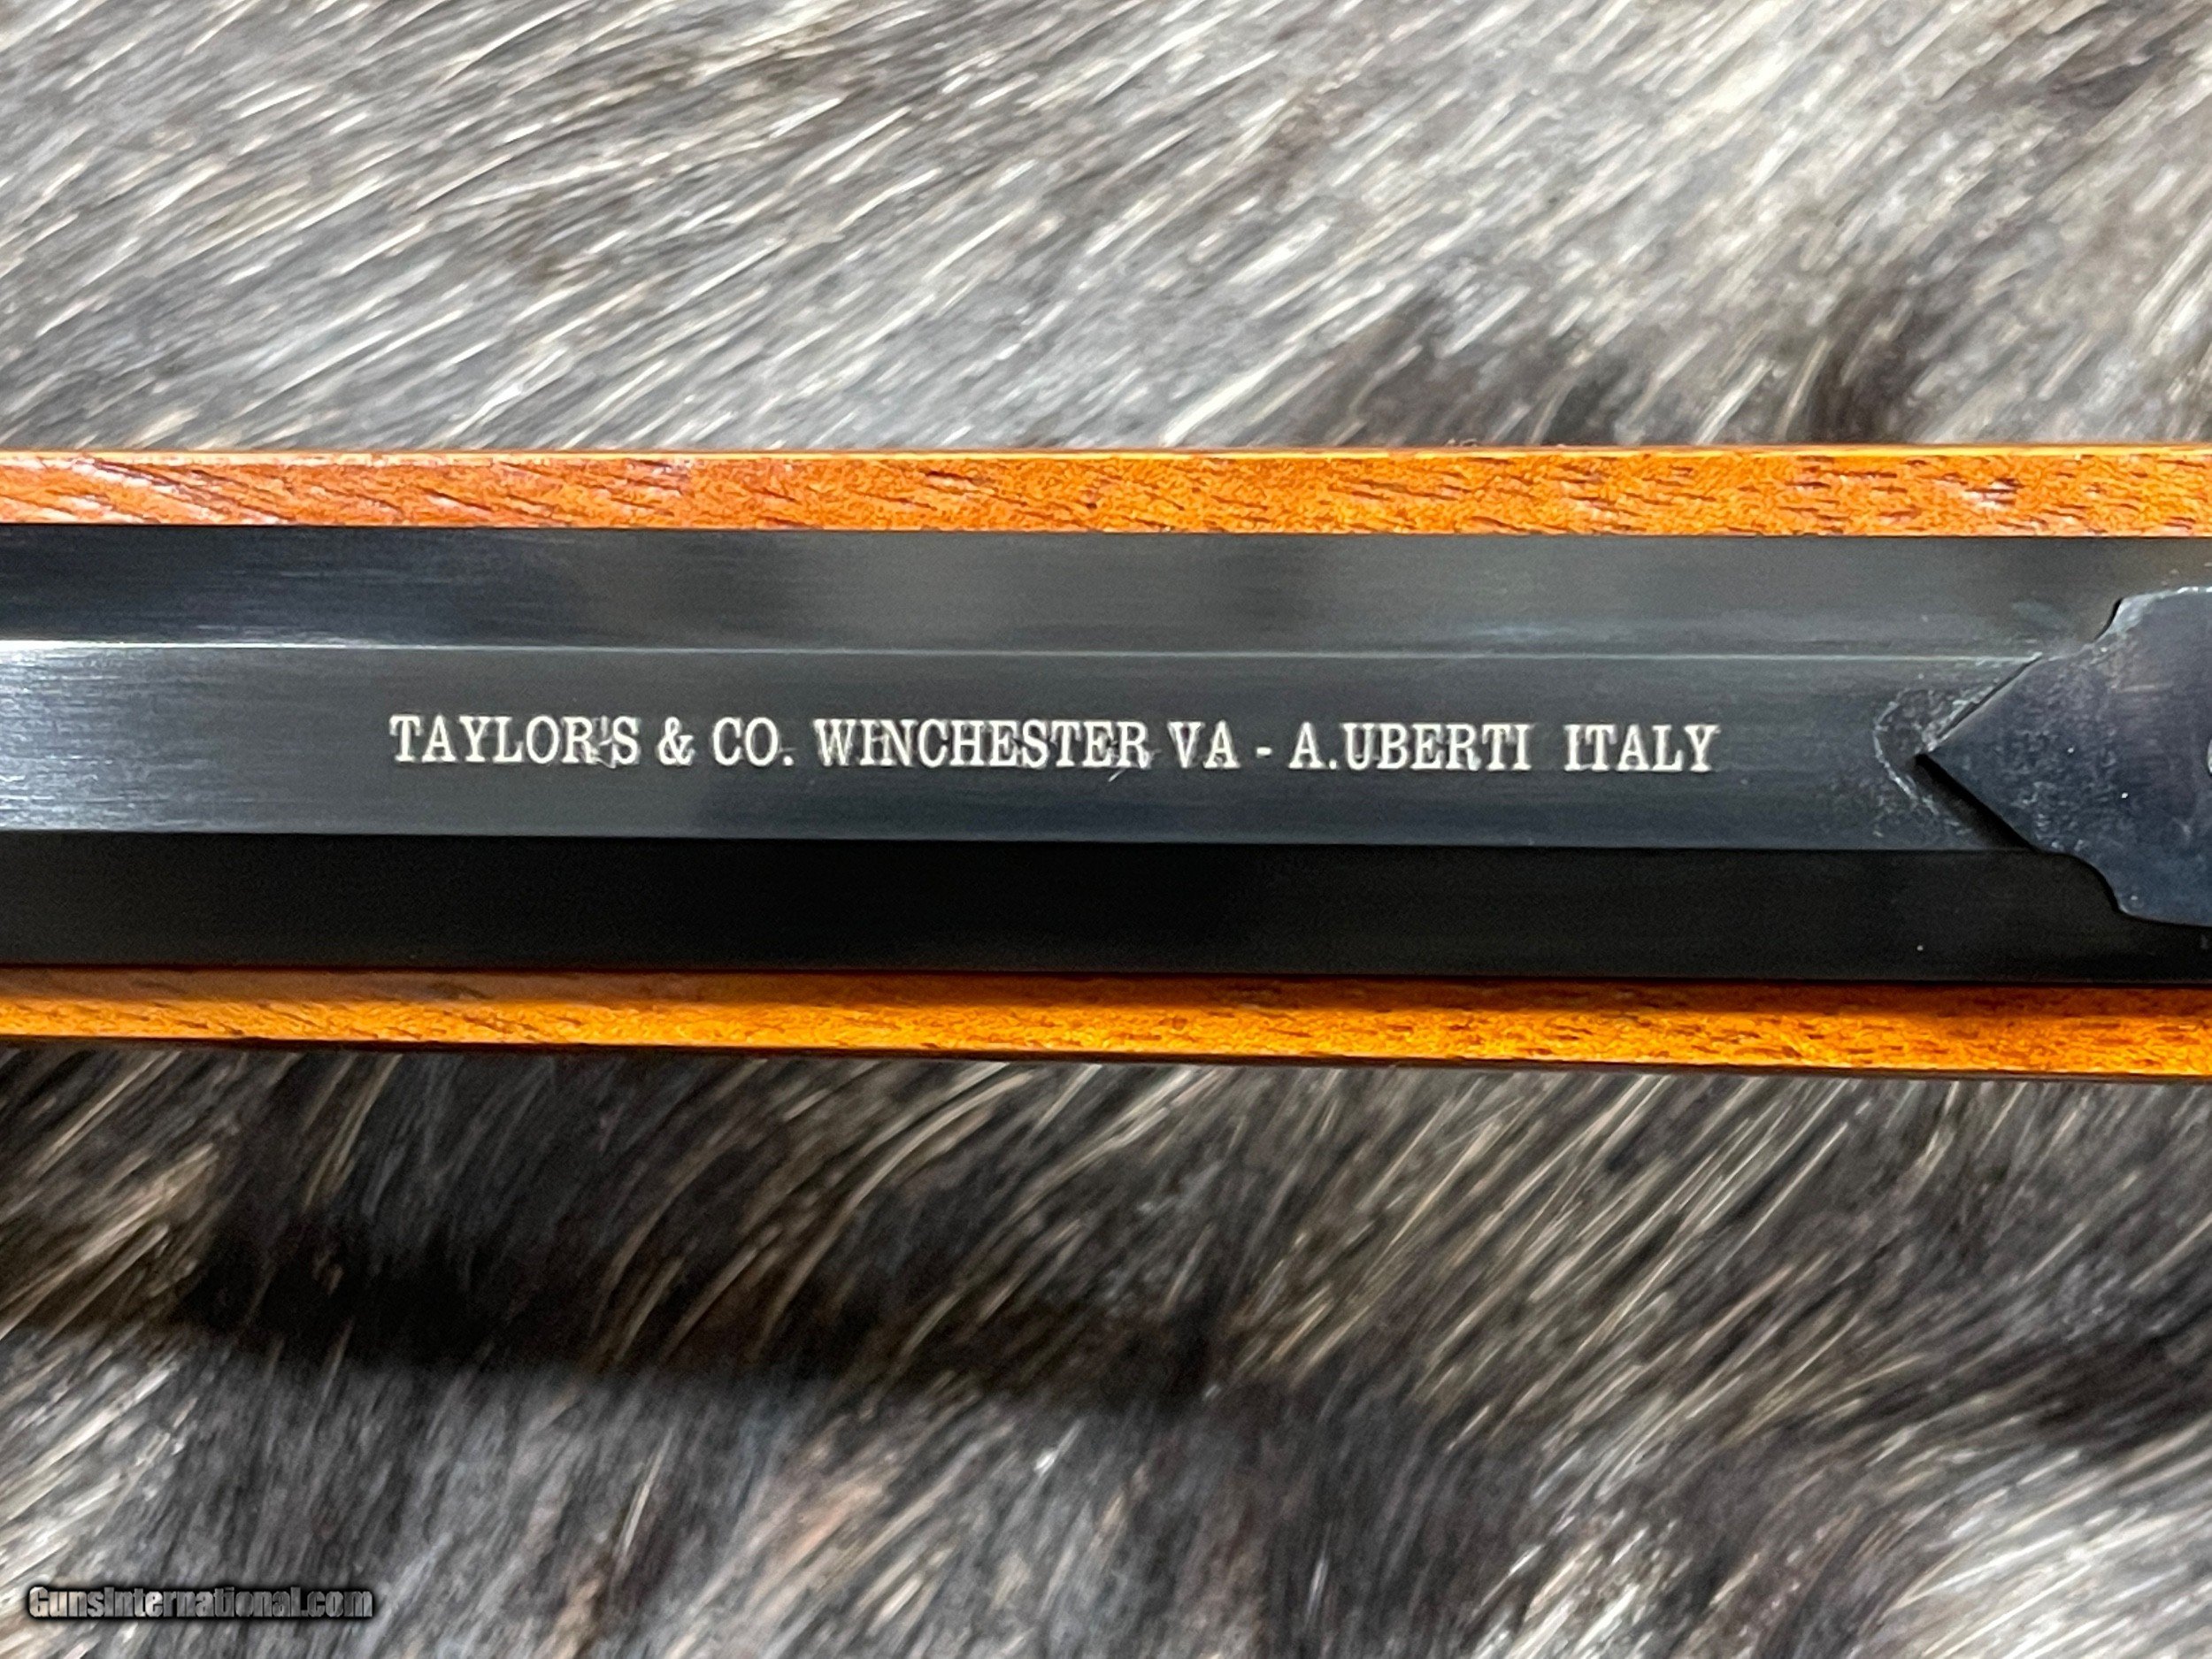 TAYLOR'S & CO. WINCHESTER VA - A.UBERTI ITALY
GunsInternational.com